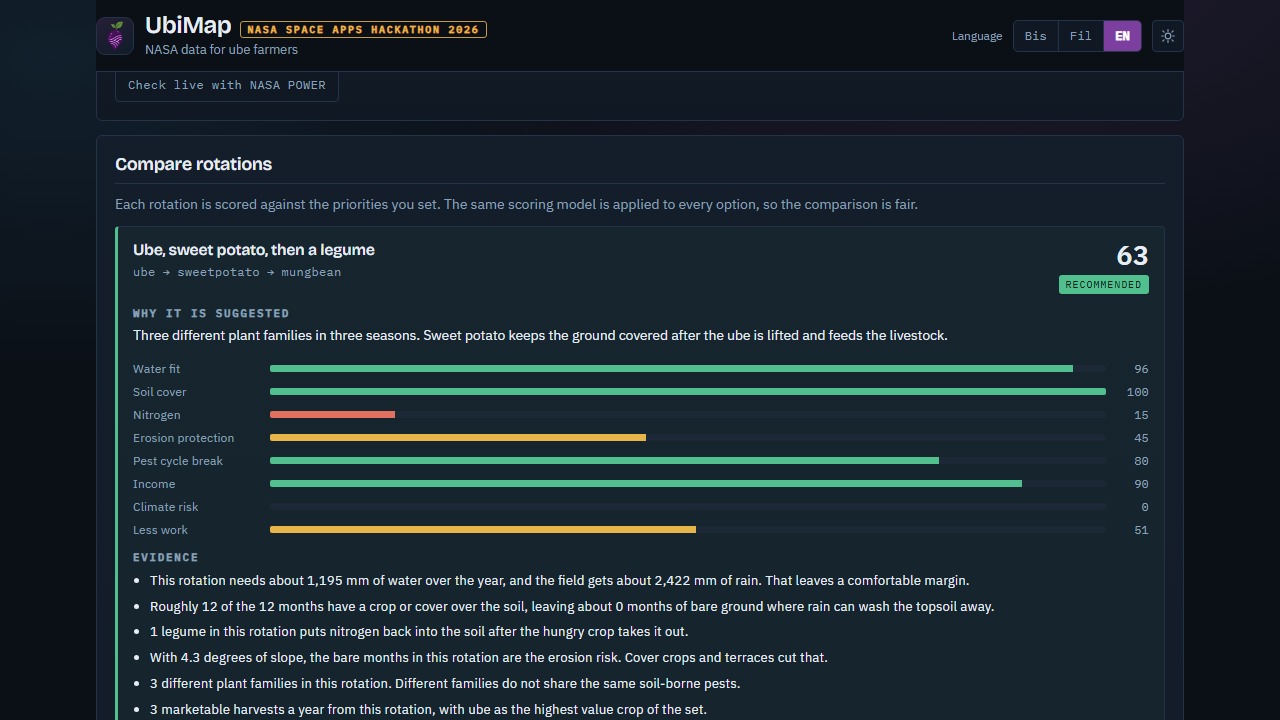 UbiMap NASA SPACE APPS HACKATHON 2026
NASA data for ube farmers
Language Bis Fil EN
Check live with NASA POWER
Compare rotations
Each rotation is scored against the priorities you set. The same scoring model is applied to every option, so the comparison is fair.
Ube, sweet potato, then a legume
63
ube → sweetpotato → mungbean
RECOMMENDED
WHY IT IS SUGGESTED
Three different plant families in three seasons. Sweet potato keeps the ground covered after the ube is lifted and feeds the livestock.
Water fit 96
Soil cover 100
Nitrogen 15
Erosion protection 45
Pest cycle break 80
Income 90
Climate risk 0
Less work 51
EVIDENCE
• This rotation needs about 1,195 mm of water over the year, and the field gets about 2,422 mm of rain. That leaves a comfortable margin.
• Roughly 12 of the 12 months have a crop or cover over the soil, leaving about 0 months of bare ground where rain can wash the topsoil away.
• 1 legume in this rotation puts nitrogen back into the soil after the hungry crop takes it out.
• With 4.3 degrees of slope, the bare months in this rotation are the erosion risk. Cover crops and terraces cut that.
• 3 different plant families in this rotation. Different families do not share the same soil-borne pests.
• 3 marketable harvests a year from this rotation, with ube as the highest value crop of the set.